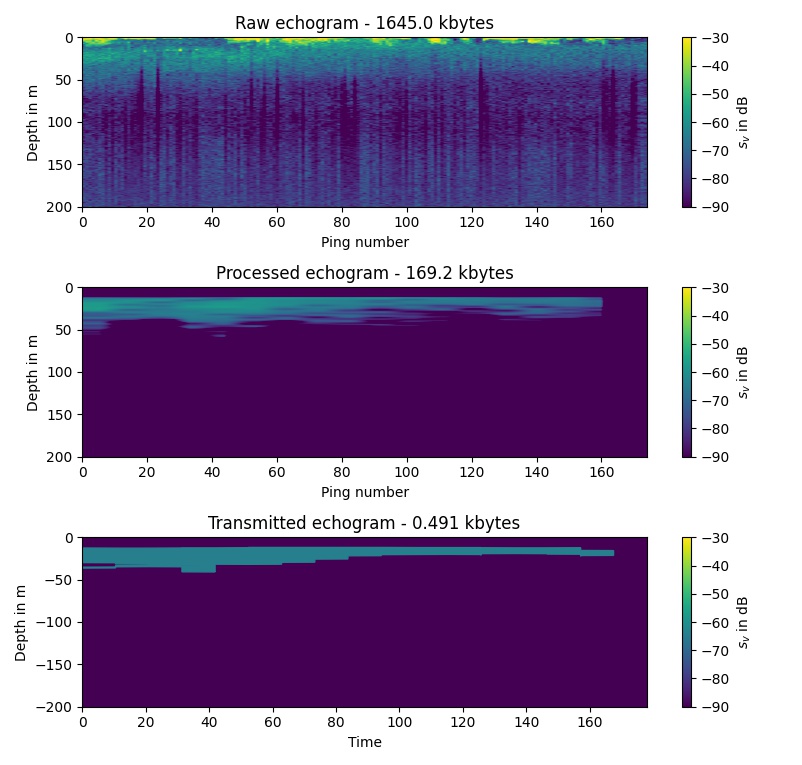 Raw echogram - 1645.0 kbytes
0
50
100
150
200
Depth in m
0 20 40 60 80 100 120 140 160
Ping number
−30
−40
−50
−60
−70
−80
−90
sv in dB
Processed echogram - 169.2 kbytes
0
50
100
150
200
Depth in m
0 20 40 60 80 100 120 140 160
Ping number
−30
−40
−50
−60
−70
−80
−90
sv in dB
Transmitted echogram - 0.491 kbytes
0
−50
−100
−150
−200
Depth in m
0 20 40 60 80 100 120 140 160
Time
−30
−40
−50
−60
−70
−80
−90
sv in dB